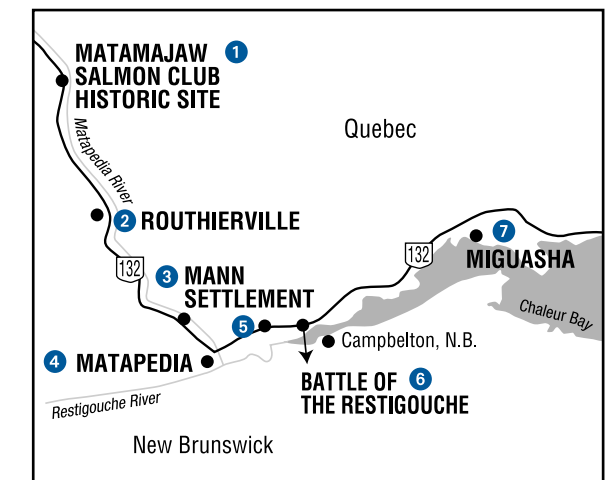 MATAMAJAW 1
SALMON CLUB
HISTORIC SITE
Quebec
Matapedia River
2 ROUTHIERVILLE
7
MIGUASHA
132
132
3 MANN
SETTLEMENT
Chaleur Bay
5
Campbelton, N.B.
4 MATAPEDIA
BATTLE OF 6
THE RESTIGOUCHE
Restigouche River
New Brunswick